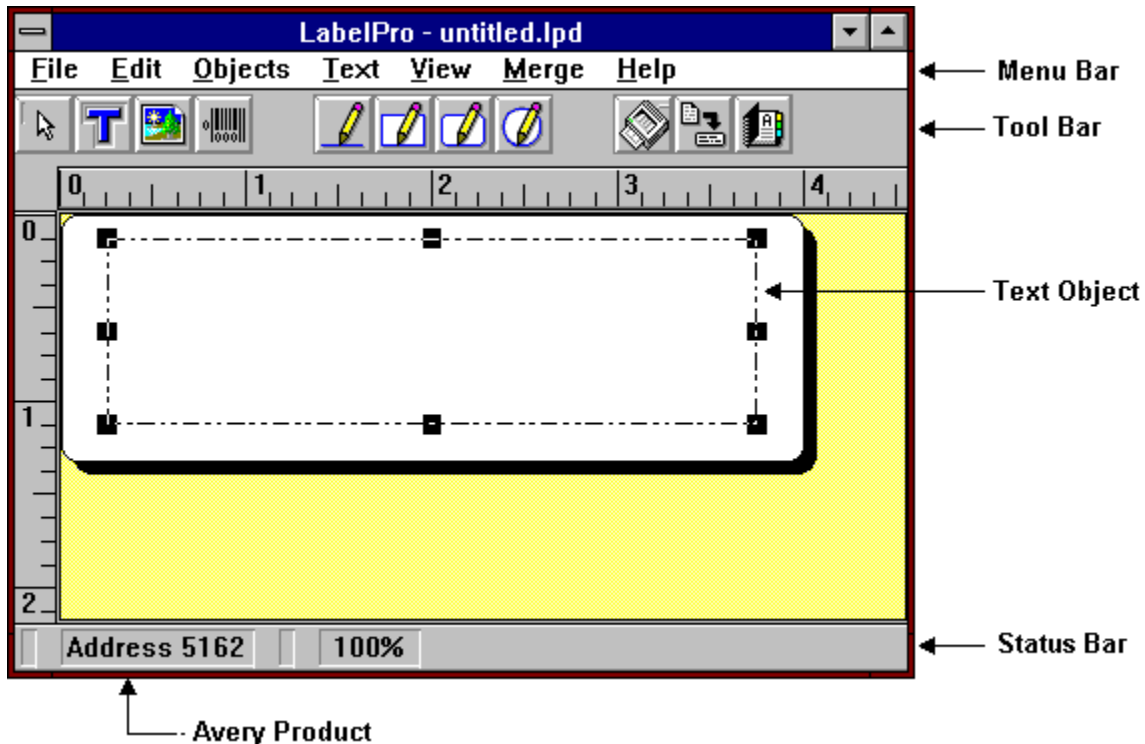 LabelPro - untitled.lpd
File Edit Objects Text View Merge Help
Menu Bar
T
Tool Bar
0 1 2 3 4
0
Text Object
1
2
Address 5162 100%
Status Bar
Avery Product